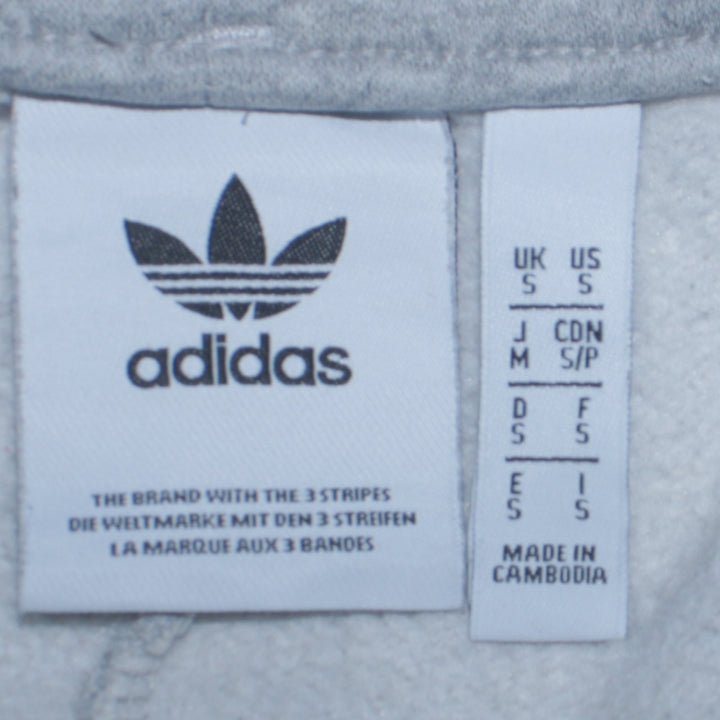 adidas
THE BRAND WITH THE 3 STRIPES
DIE WELTMARKE MIT DEN 3 STREIFEN
LA MARQUE AUX 3 BANDES
UK US
S S
J CDN
M S/P
D F
S S
E I
S S
MADE IN
CAMBODIA